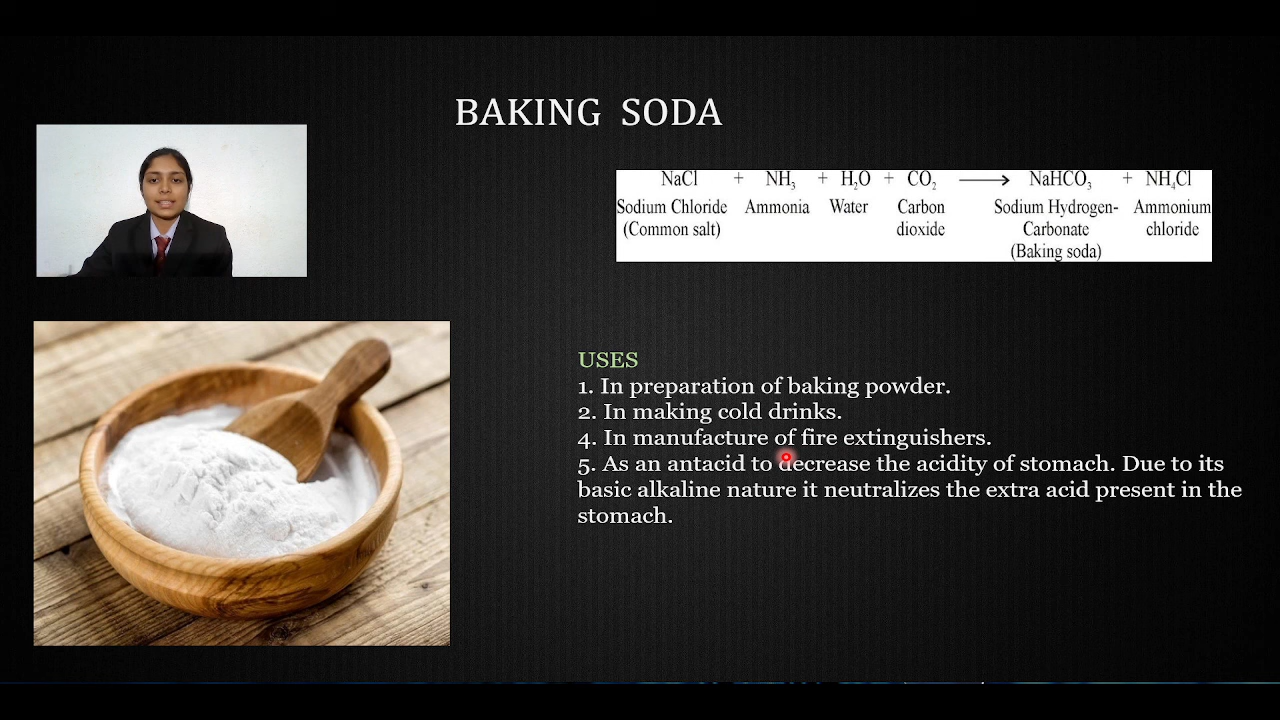 BAKING SODA
NaCl + NH₃ + H₂O + CO₂ ⟶ NaHCO₃ + NH₄Cl
Sodium Chloride Ammonia Water Carbon Sodium Hydrogen- Ammonium
(Common salt) dioxide Carbonate chloride
(Baking soda)
USES
1. In preparation of baking powder.
2. In making cold drinks.
4. In manufacture of fire extinguishers.
5. As an antacid to decrease the acidity of stomach. Due to its
basic alkaline nature it neutralizes the extra acid present in the
stomach.